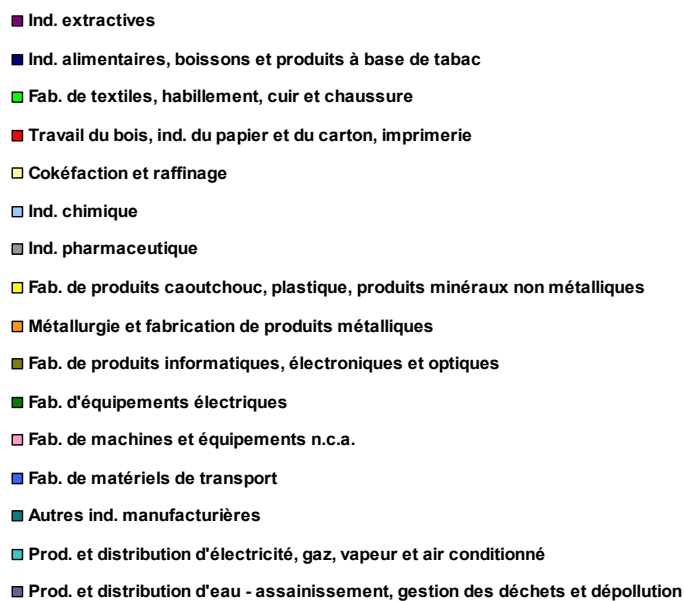 Ind. extractives
Ind. alimentaires, boissons et produits à base de tabac
Fab. de textiles, habillement, cuir et chaussure
Travail du bois, ind. du papier et du carton, imprimerie
Cokéfaction et raffinage
Ind. chimique
Ind. pharmaceutique
Fab. de produits caoutchouc, plastique, produits minéraux non métalliques
Métallurgie et fabrication de produits métalliques
Fab. de produits informatiques, électroniques et optiques
Fab. d'équipements électriques
Fab. de machines et équipements n.c.a.
Fab. de matériels de transport
Autres ind. manufacturières
Prod. et distribution d'électricité, gaz, vapeur et air conditionné
Prod. et distribution d'eau - assainissement, gestion des déchets et dépollution